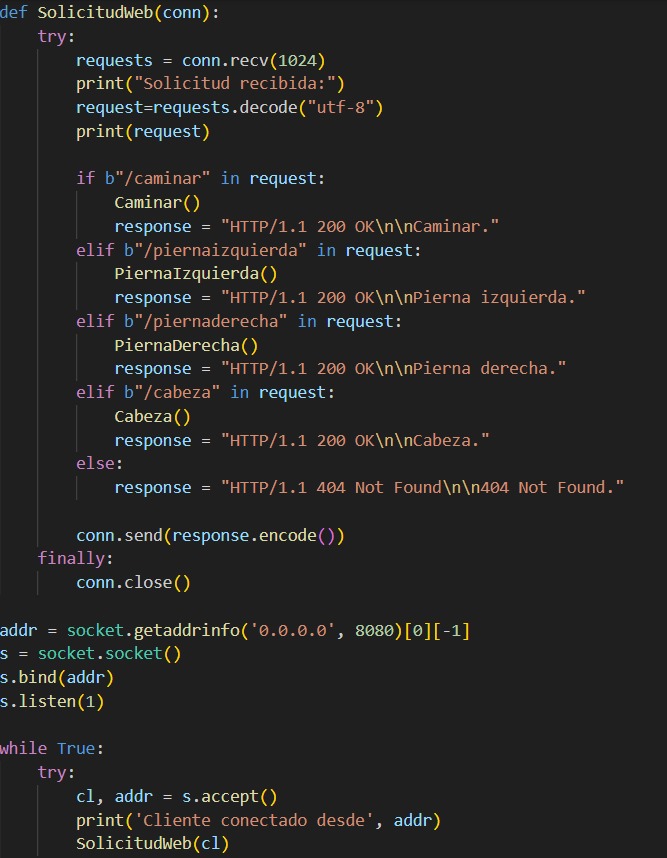 def SolicitudWeb(conn):
    try:
        requests = conn.recv(1024)
        print("Solicitud recibida:")
        request=requests.decode("utf-8")
        print(request)

        if b"/caminar" in request:
            Caminar()
            response = "HTTP/1.1 200 OK\n\nCaminar."
        elif b"/piernaizquierda" in request:
            PiernaIzquierda()
            response = "HTTP/1.1 200 OK\n\nPierna izquierda."
        elif b"/piernaderecha" in request:
            PiernaDerecha()
            response = "HTTP/1.1 200 OK\n\nPierna derecha."
        elif b"/cabeza" in request:
            Cabeza()
            response = "HTTP/1.1 200 OK\n\nCabeza."
        else:
            response = "HTTP/1.1 404 Not Found\n\n404 Not Found."

        conn.send(response.encode())
    finally:
        conn.close()

addr = socket.getaddrinfo('0.0.0.0', 8080)[0][-1]
s = socket.socket()
s.bind(addr)
s.listen(1)

while True:
    try:
        cl, addr = s.accept()
        print('Cliente conectado desde', addr)
        SolicitudWeb(cl)